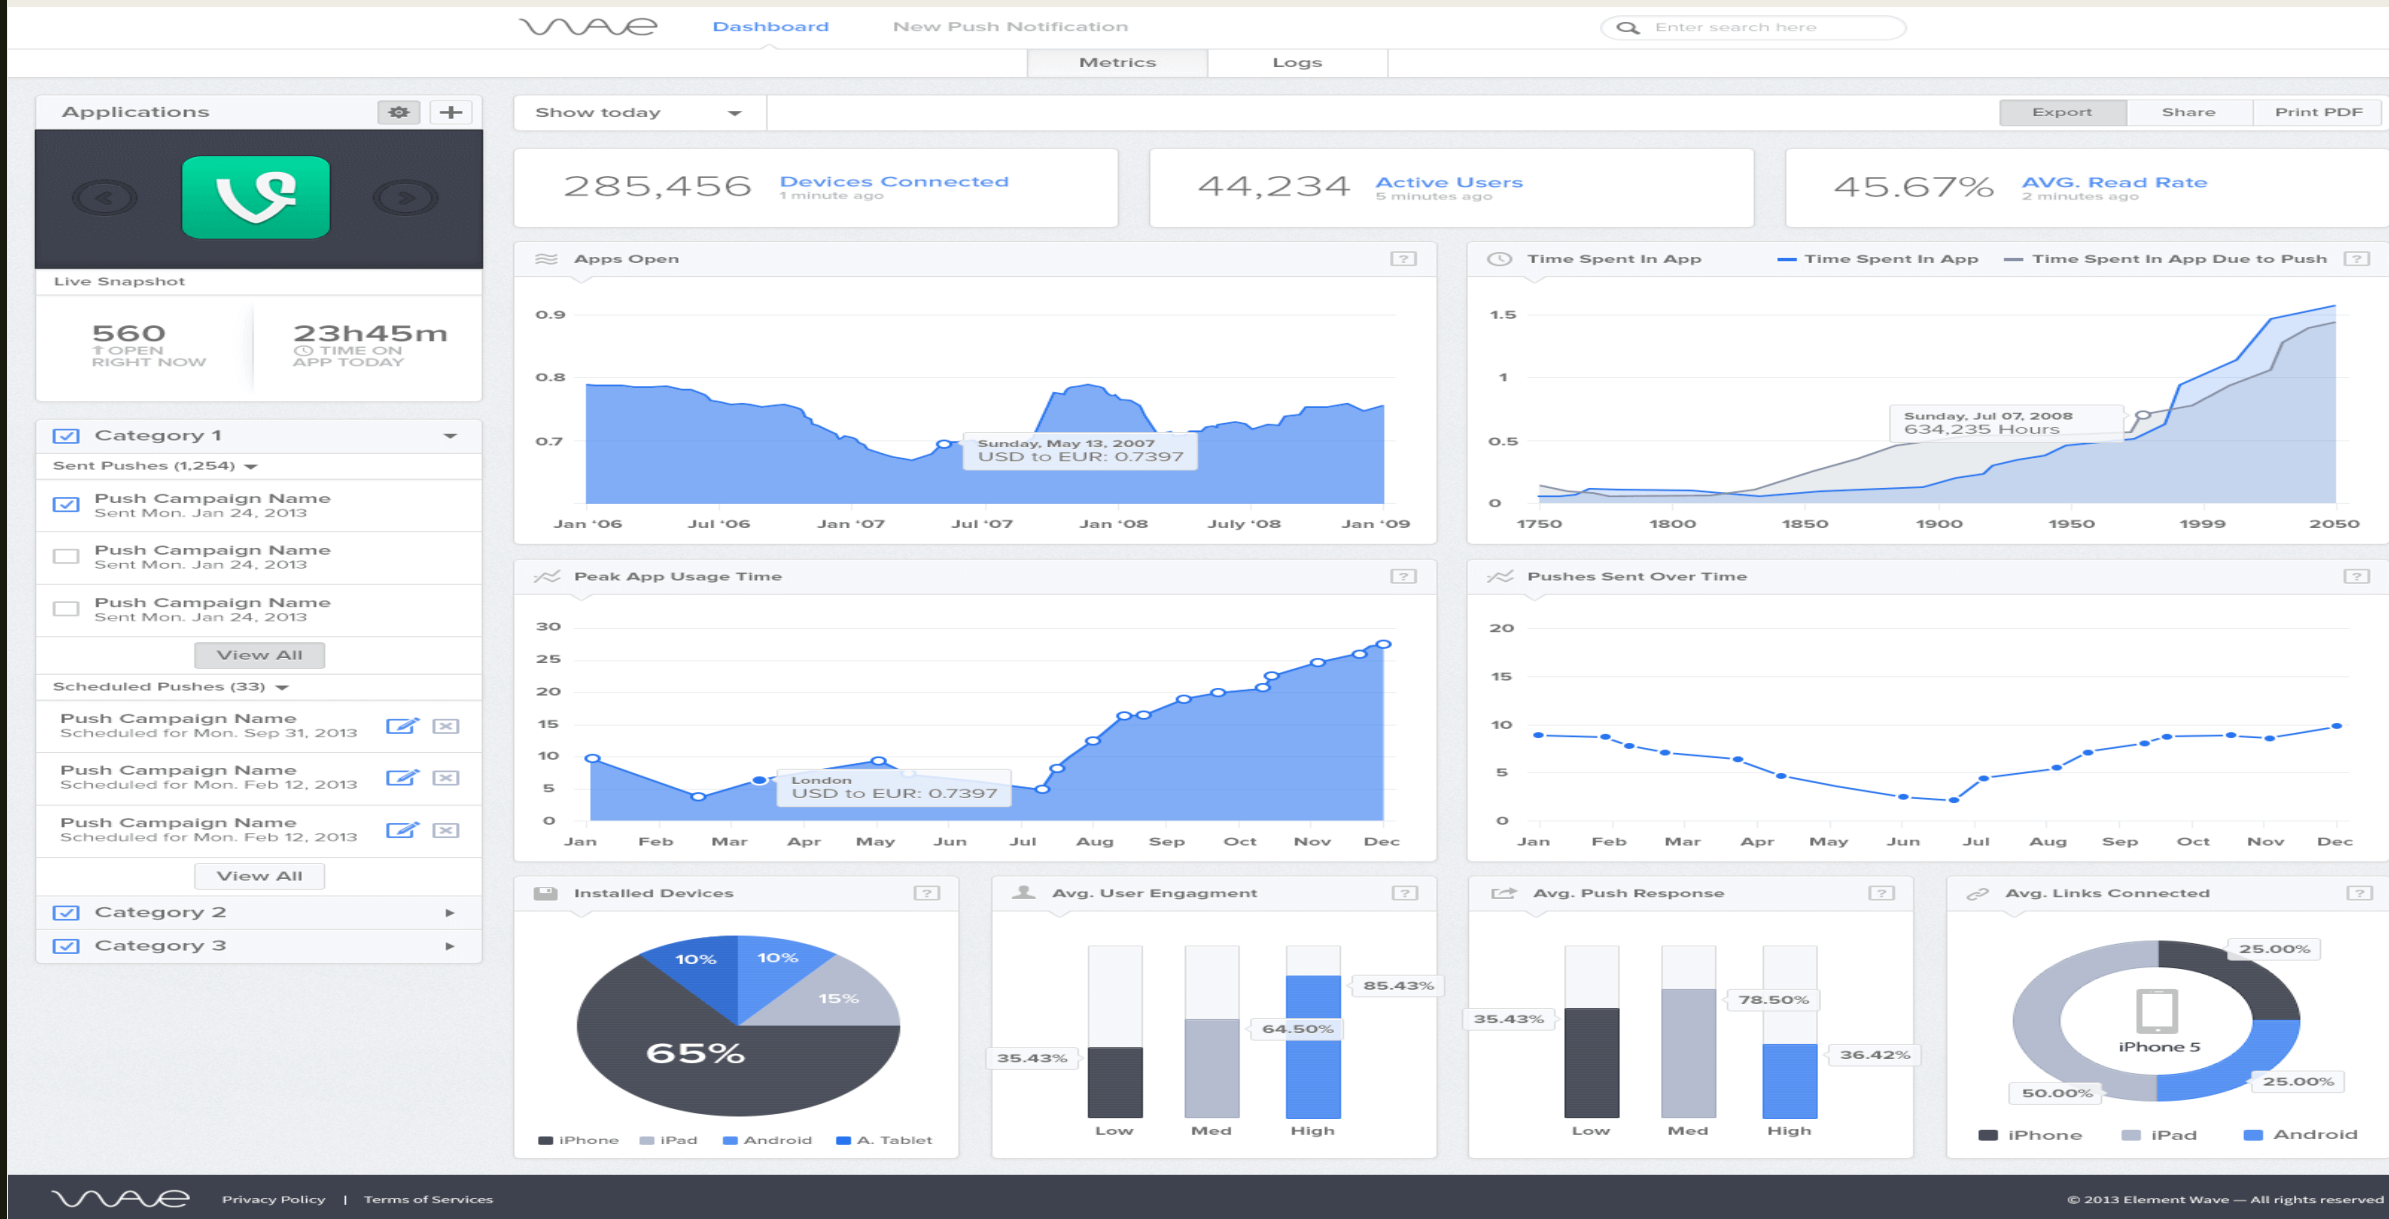 WAVE
Dashboard
New Push Notification
Enter search here
Metrics
Logs
Applications
Live Snapshot
560
OPEN
RIGHT NOW
23h45m
TIME ON
APP TODAY
Category 1
Sent Pushes (1,254)
Push Campaign Name
Sent Mon. Jan 24, 2013
Push Campaign Name
Sent Mon. Jan 24, 2013
Push Campaign Name
Sent Mon. Jan 24, 2013
View All
Scheduled Pushes (33)
Push Campaign Name
Scheduled for Mon. Sep 31, 2013
Push Campaign Name
Scheduled for Mon. Feb 12, 2013
Push Campaign Name
Scheduled for Mon. Feb 12, 2013
View All
Category 2
Category 3
Show today
Export
Share
Print PDF
285,456
Devices Connected
1 minute ago
44,234
Active Users
5 minutes ago
45.67%
AVG. Read Rate
2 minutes ago
Apps Open
?
0.9
0.8
0.7
Sunday, May 13, 2007
USD to EUR: 0.7397
Jan '06
Jul '06
Jan '07
Jul '07
Jan '08
July '08
Jan '09
Time Spent In App
Time Spent In App
Time Spent In App Due to Push
?
1.5
1
0.5
0
Sunday, Jul 07, 2008
634,235 Hours
1750
1800
1850
1900
1950
1999
2050
Peak App Usage Time
?
30
25
20
15
10
5
0
London
USD to EUR: 0.7397
Jan
Feb
Mar
Apr
May
Jun
Jul
Aug
Sep
Oct
Nov
Dec
Pushes Sent Over Time
?
20
15
10
5
0
Jan
Feb
Mar
Apr
May
Jun
Jul
Aug
Sep
Oct
Nov
Dec
Installed Devices
?
10%
10%
15%
65%
iPhone
iPad
Android
A. Tablet
Avg. User Engagment
?
85.43%
64.50%
35.43%
Low
Med
High
Avg. Push Response
?
78.50%
35.43%
36.42%
Low
Med
High
Avg. Links Connected
?
25.00%
iPhone 5
25.00%
50.00%
iPhone
iPad
Android
WAVE
Privacy Policy
|
Terms of Services
© 2013 Element Wave — All rights reserved